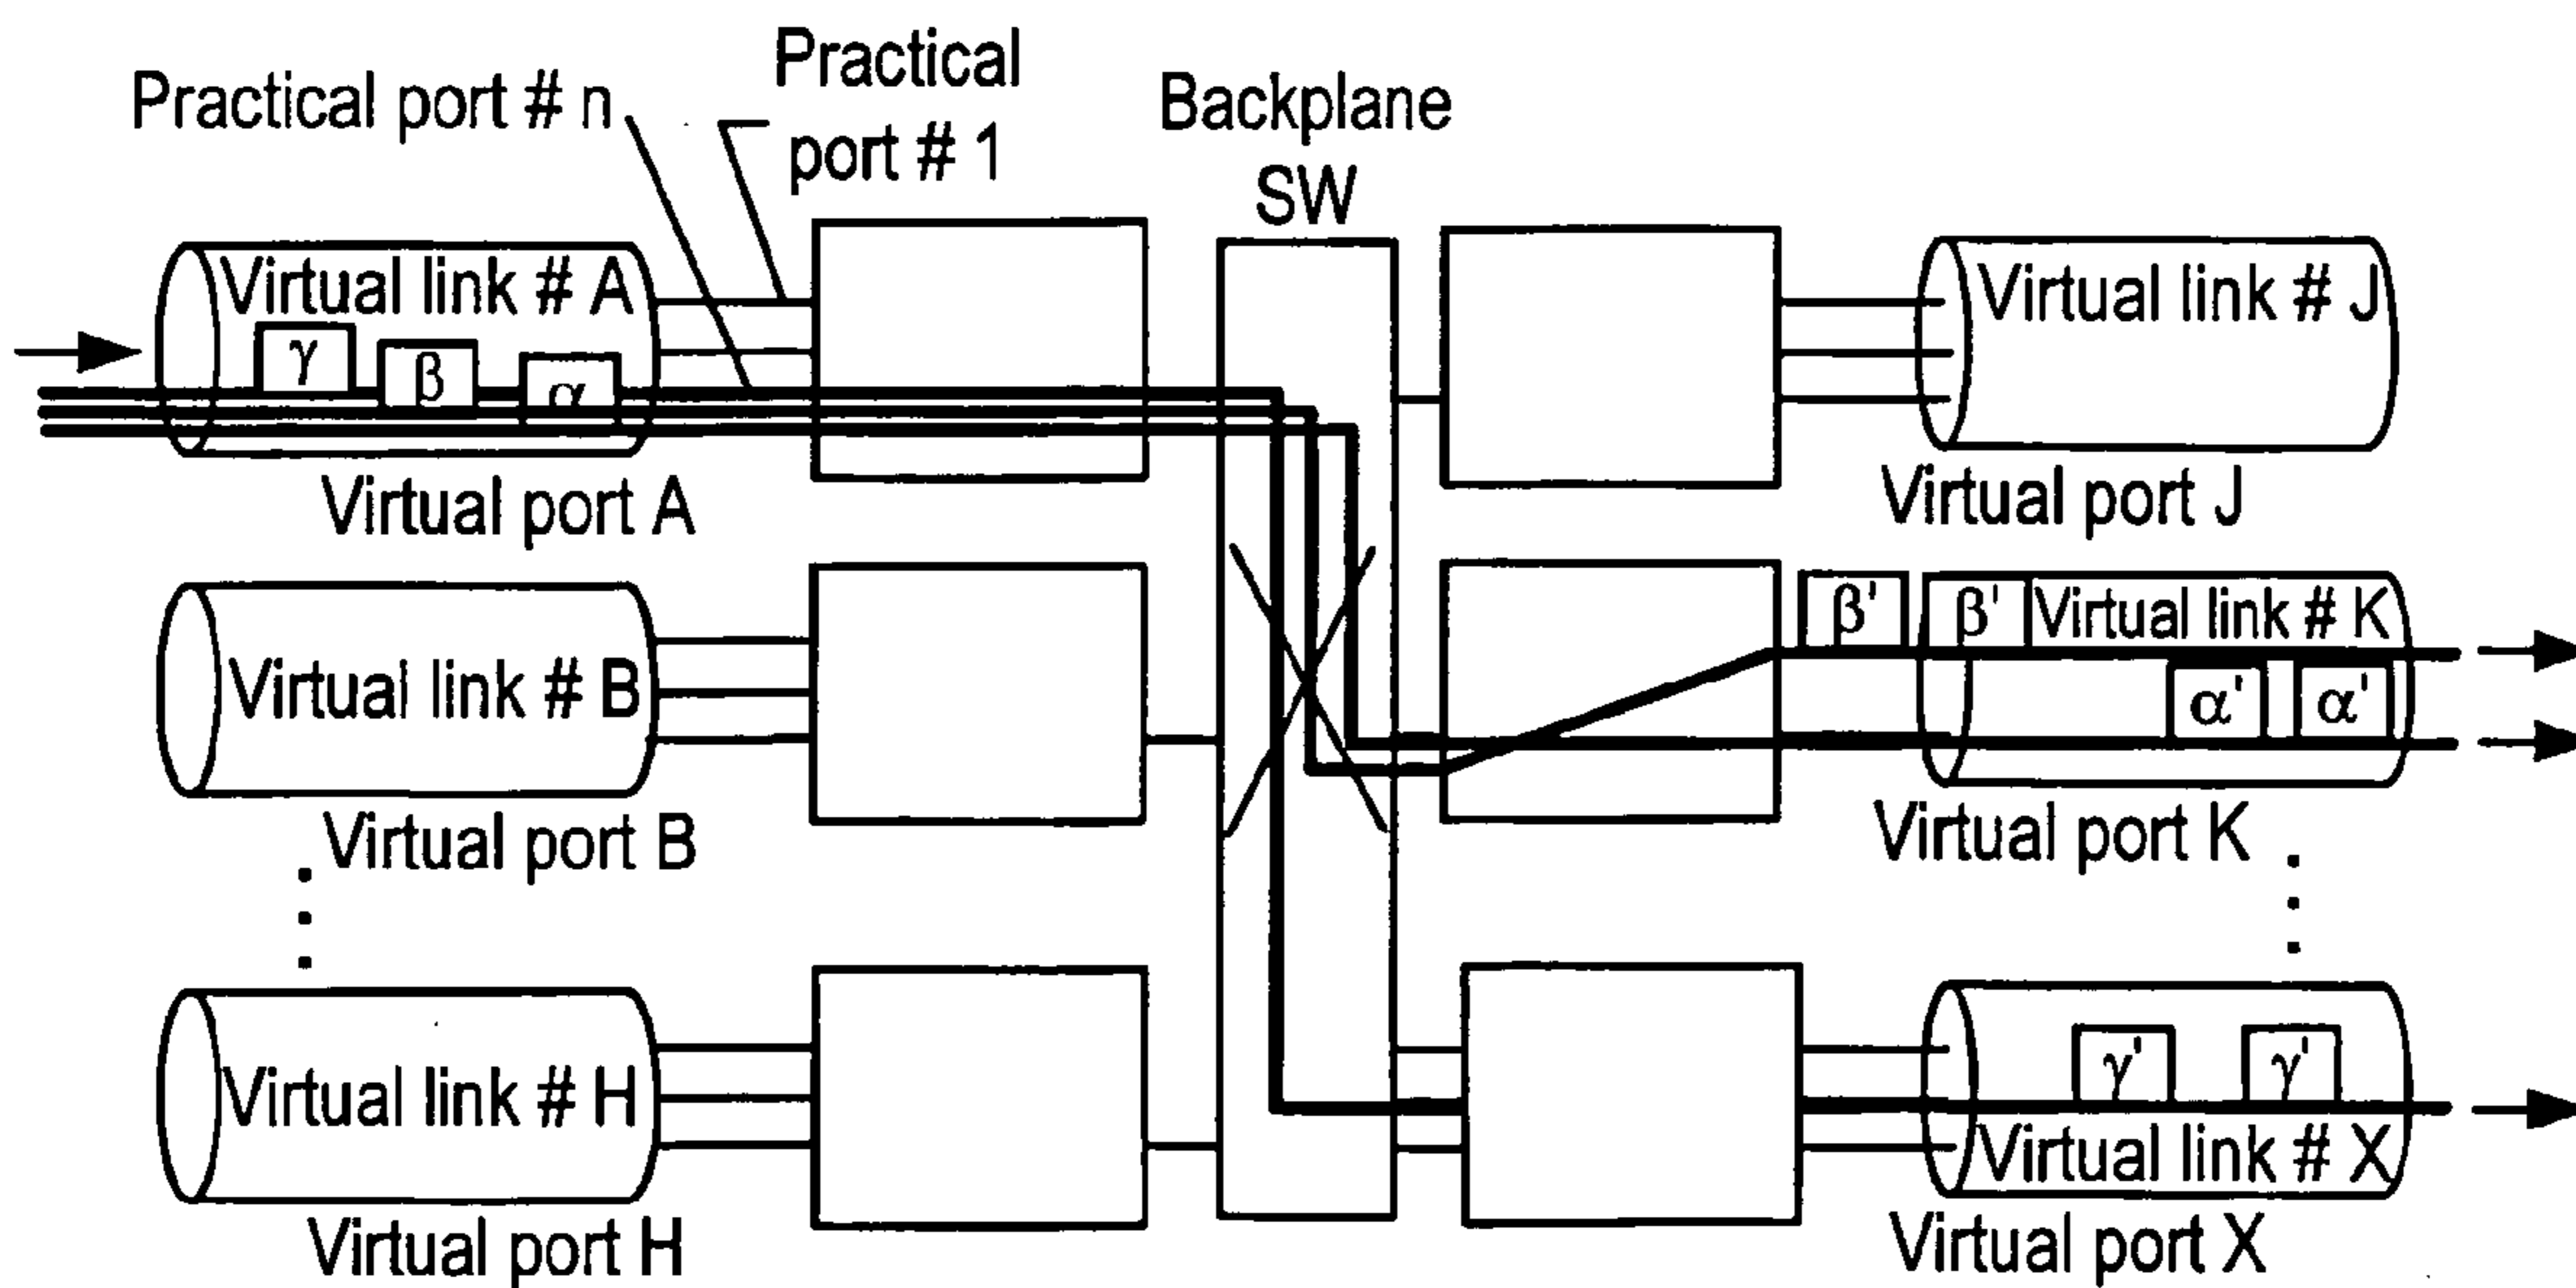 Practical
port # 1
Practical port # n
Backplane
SW
Virtual link # A
γ
β
α
Virtual port A
Virtual link # J
Virtual port J
Virtual link # B
Virtual port B
β'
β'
Virtual link # K
α'
α'
Virtual port K
Virtual link # H
Virtual port H
γ'
γ'
Virtual link # X
Virtual port X